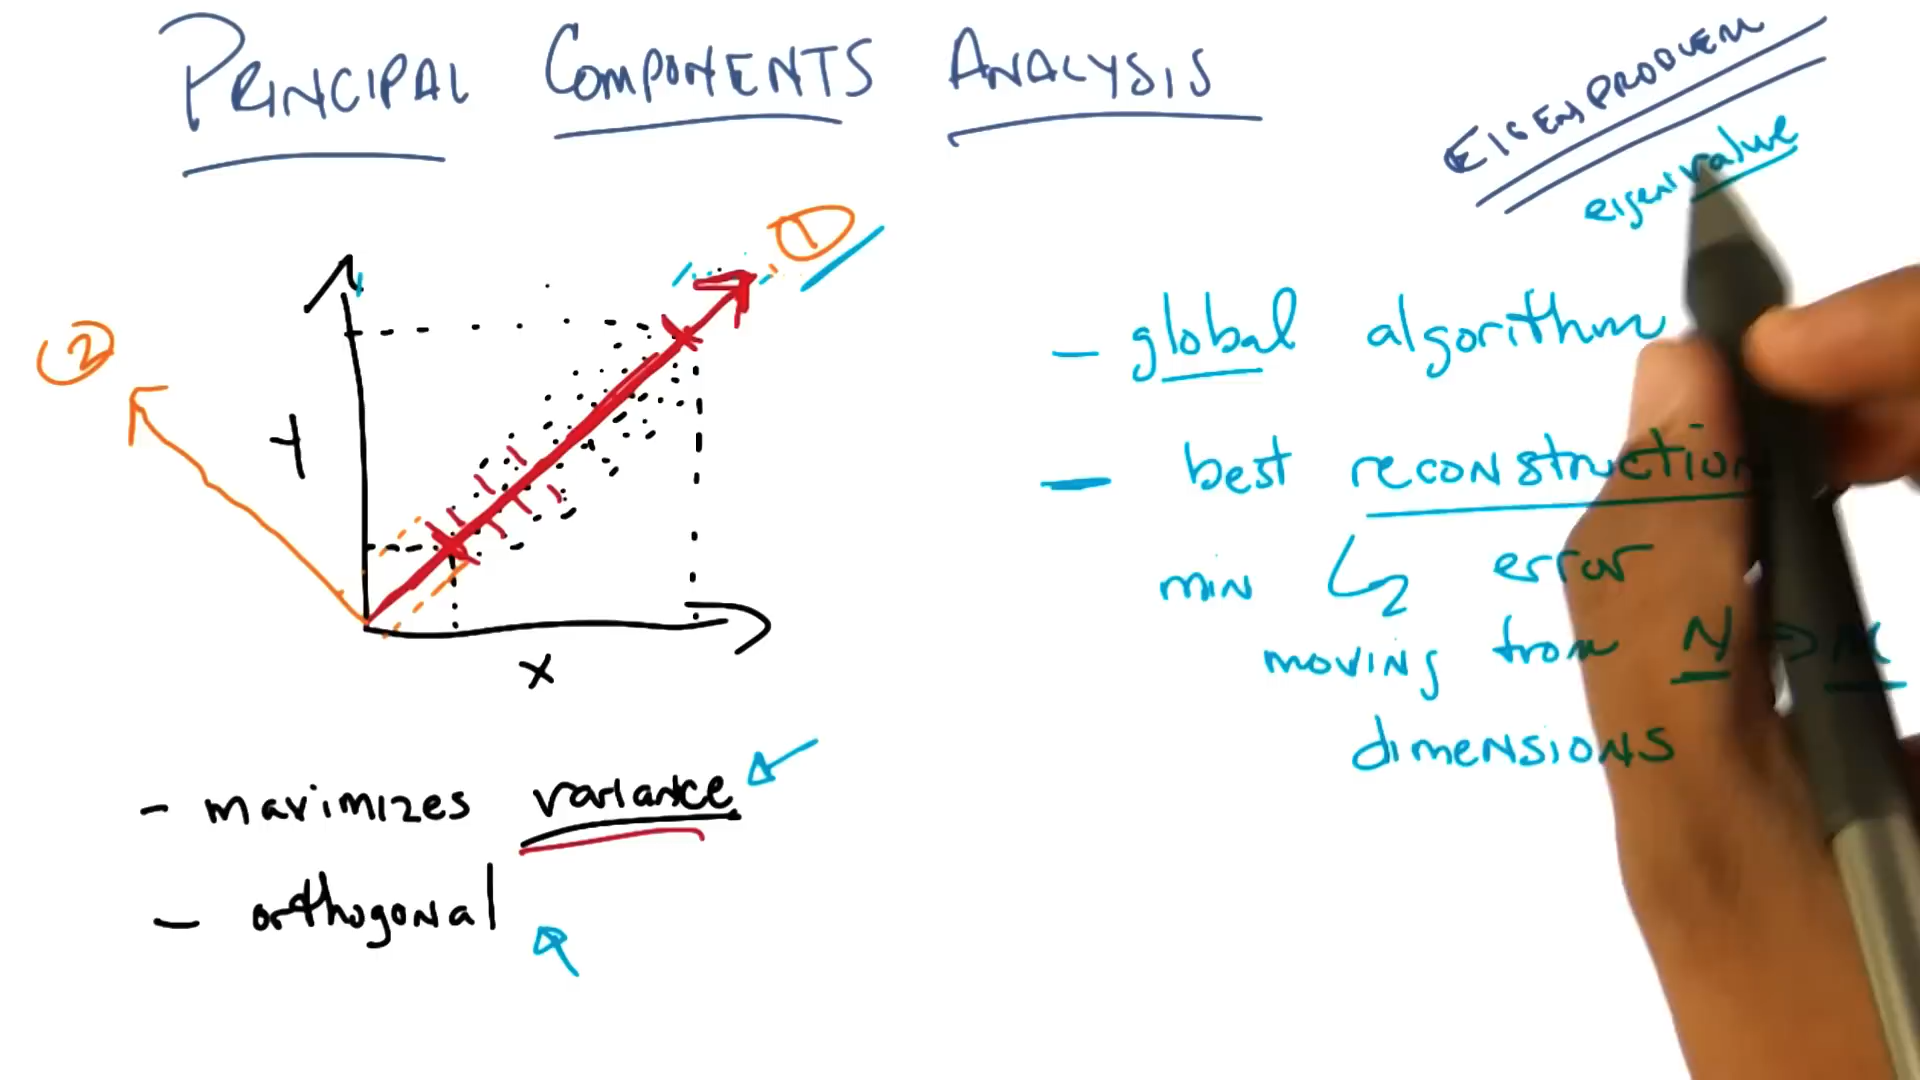 PRINCIPAL COMPONENTS ANALYSIS
EIGENPROBLEM
eigenvalue
1
2
Y
X
- maximizes variance
- orthogonal
- global algorithm
- best reconstruction
min error
moving from N → M
dimensions